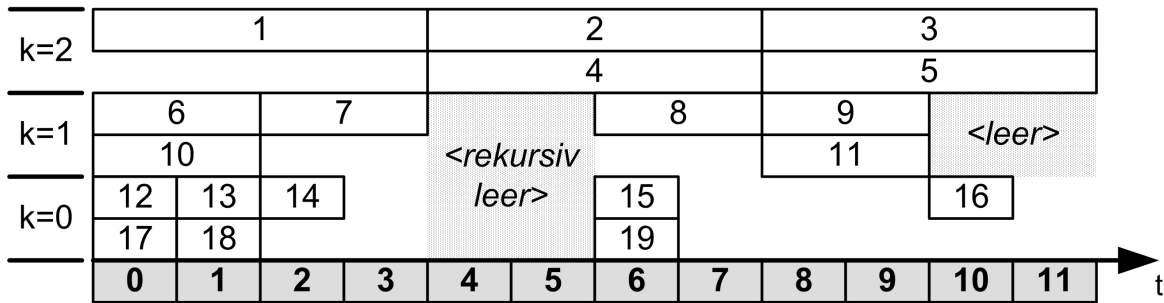 k=2
1 2 3
4 5
k=1
6 7 8 9
<leer>
10 11
<rekursiv
leer>
k=0
12 13 14 15 16
17 18 19
0 1 2 3 4 5 6 7 8 9 10 11
t